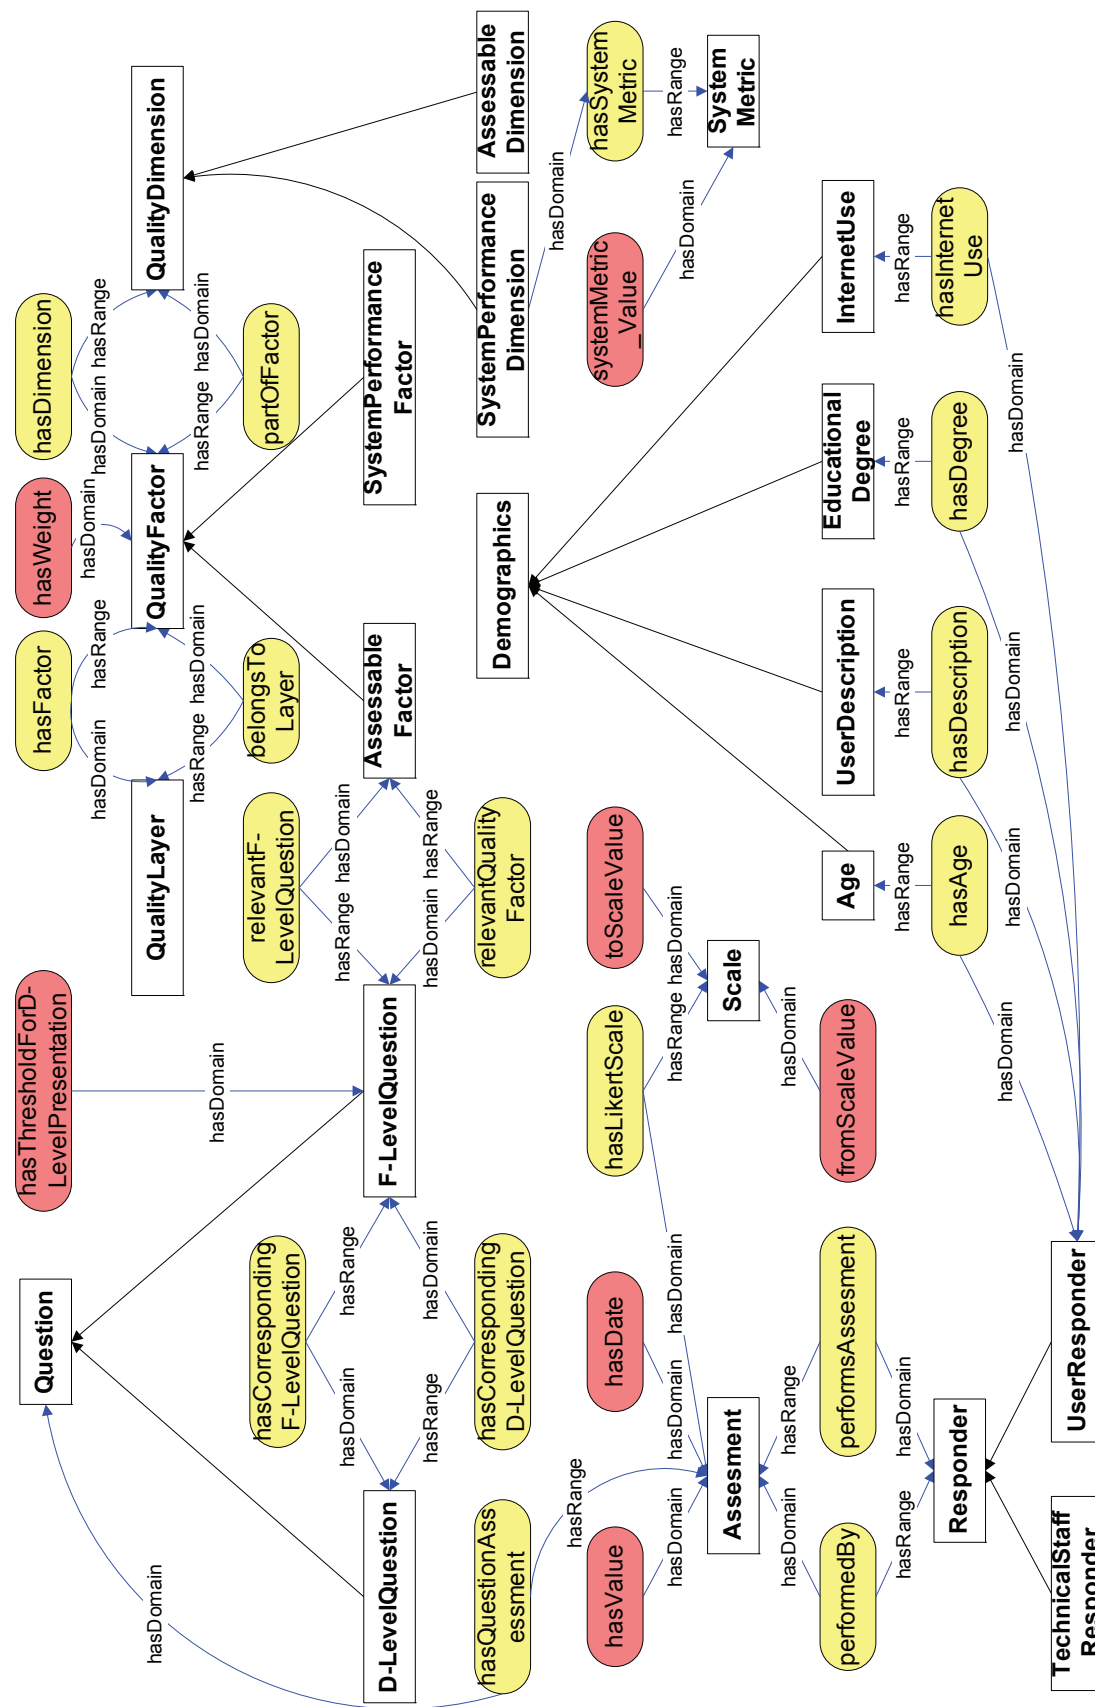 Question
hasThresholdForD-
LevelPresentation
hasFactor
hasWeight
hasDimension
hasDomain
hasDomain
hasRange
hasDomain
hasDomain
hasRange
QualityLayer
QualityFactor
QualityDimension
hasDomain
hasRange
hasDomain
hasRange
hasDomain
hasCorresponding
F-LevelQuestion
relevantF-
LevelQuestion
belongsTo
Layer
partOfFactor
hasDomain
hasRange
hasRange
hasDomain
D-LevelQuestion
F-LevelQuestion
Assessable
Factor
SystemPerformance
Factor
hasRange
hasDomain
hasDomain
hasRange
hasQuestionAss
essment
hasCorresponding
D-LevelQuestion
relevantQuality
Factor
Demographics
SystemPerformance
Dimension
Assessable
Dimension
hasRange
hasDomain
hasValue
hasDate
hasLikertScale
toScaleValue
systemMetric
_Value
hasSystem
Metric
hasDomain
hasDomain
hasDomain
hasRange
hasDomain
hasDomain
hasRange
Assesment
Scale
System
Metric
hasDomain
hasRange
hasDomain
performedBy
performsAssesment
fromScaleValue
Age
UserDescription
Educational
Degree
InternetUse
hasRange
hasDomain
hasRange
hasRange
hasRange
hasRange
Responder
hasAge
hasDescription
hasDegree
hasInternet
Use
hasDomain
hasDomain
hasDomain
hasDomain
TechnicalStaff
Responder
UserResponder